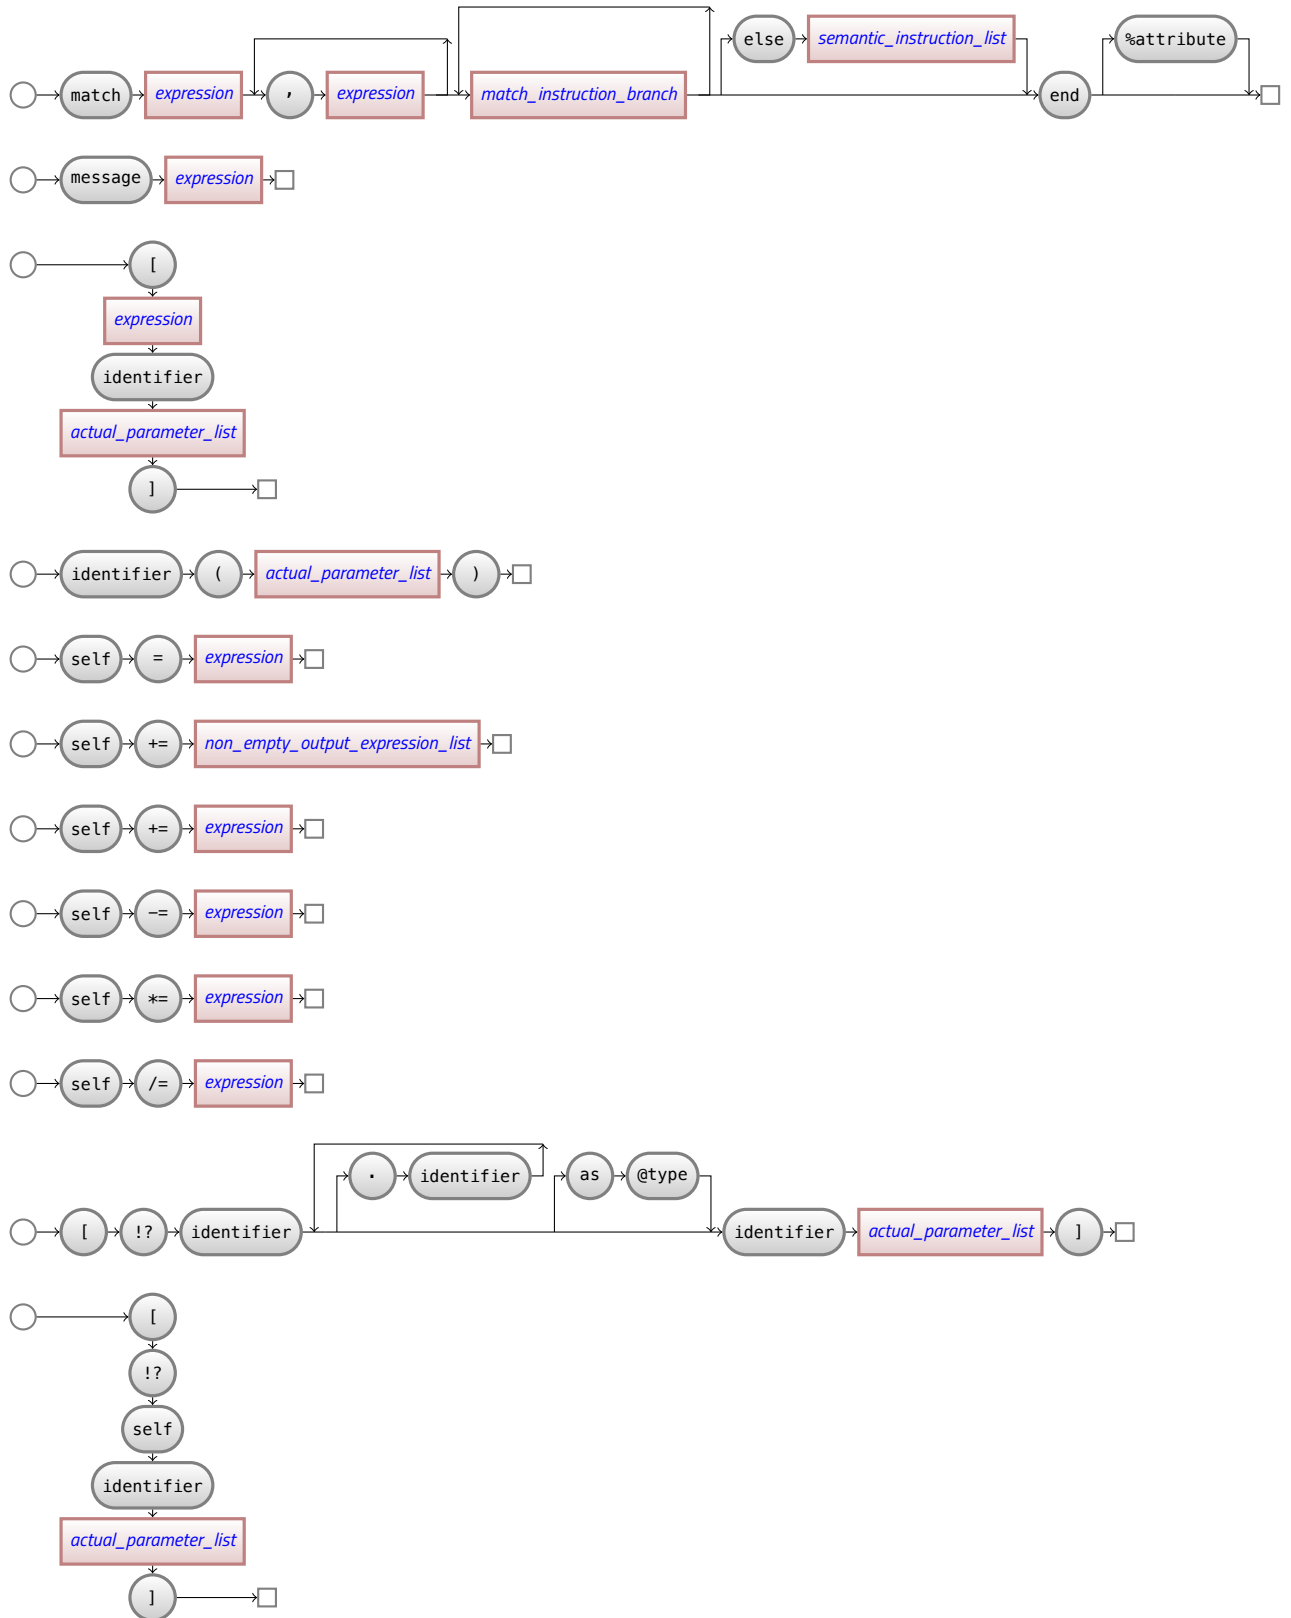 match expression , expression match_instruction_branch else semantic_instruction_list end %attribute
message expression
[
expression
identifier
actual_parameter_list
]
identifier ( actual_parameter_list )
self = expression
self += non_empty_output_expression_list
self += expression
self -= expression
self *= expression
self /= expression
[ !? identifier . identifier as @type identifier actual_parameter_list ]
[
!?
self
identifier
actual_parameter_list
]